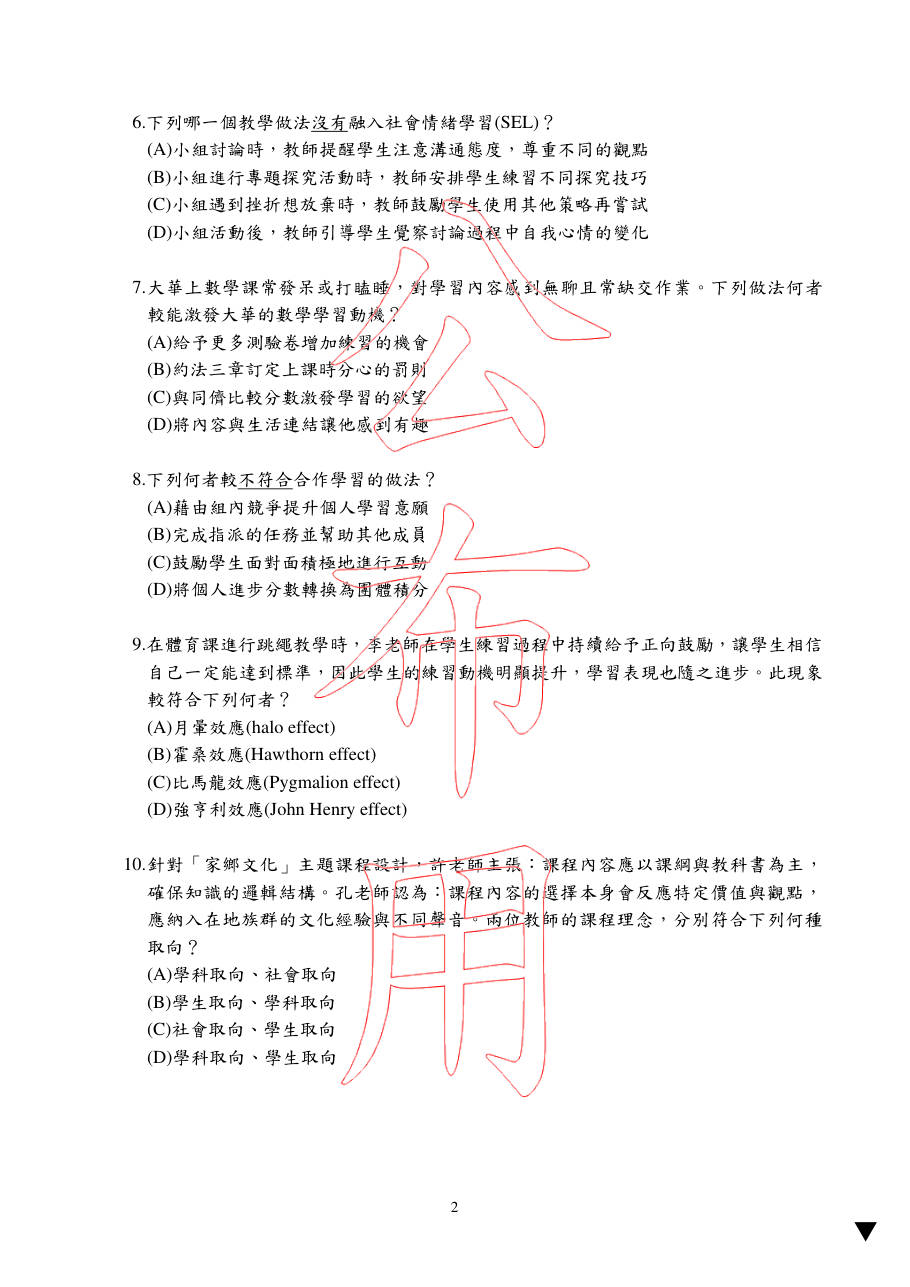 6.下列哪一個教學做法沒有融入社會情緒學習(SEL)？
(A)小組討論時，教師提醒學生注意溝通態度，尊重不同的觀點
(B)小組進行專題探究活動時，教師安排學生練習不同探究技巧
(C)小組遇到挫折想放棄時，教師鼓勵學生使用其他策略再嘗試
(D)小組活動後，教師引導學生覺察討論過程中自我心情的變化
7.大華上數學課常發呆或打瞌睡，對學習內容感到無聊且常缺交作業。下列做法何者
較能激發大華的數學學習動機？
(A)給予更多測驗卷增加練習的機會
(B)約法三章訂定上課時分心的罰則
(C)與同儕比較分數激發學習的欲望
(D)將內容與生活連結讓他感到有趣
8.下列何者較不符合合作學習的做法？
(A)藉由組內競爭提升個人學習意願
(B)完成指派的任務並幫助其他成員
(C)鼓勵學生面對面積極地進行互動
(D)將個人進步分數轉換為團體積分
9.在體育課進行跳繩教學時，李老師在學生練習過程中持續給予正向鼓勵，讓學生相信
自己一定能達到標準，因此學生的練習動機明顯提升，學習表現也隨之進步。此現象
較符合下列何者？
(A)月暈效應(halo effect)
(B)霍桑效應(Hawthorn effect)
(C)比馬龍效應(Pygmalion effect)
(D)強亨利效應(John Henry effect)
10.針對「家鄉文化」主題課程設計，許老師主張：課程內容應以課綱與教科書為主，
確保知識的邏輯結構。孔老師認為：課程內容的選擇本身會反應特定價值與觀點，
應納入在地族群的文化經驗與不同聲音。兩位教師的課程理念，分別符合下列何種
取向？
(A)學科取向、社會取向
(B)學生取向、學科取向
(C)社會取向、學生取向
(D)學科取向、學生取向
公布用
2